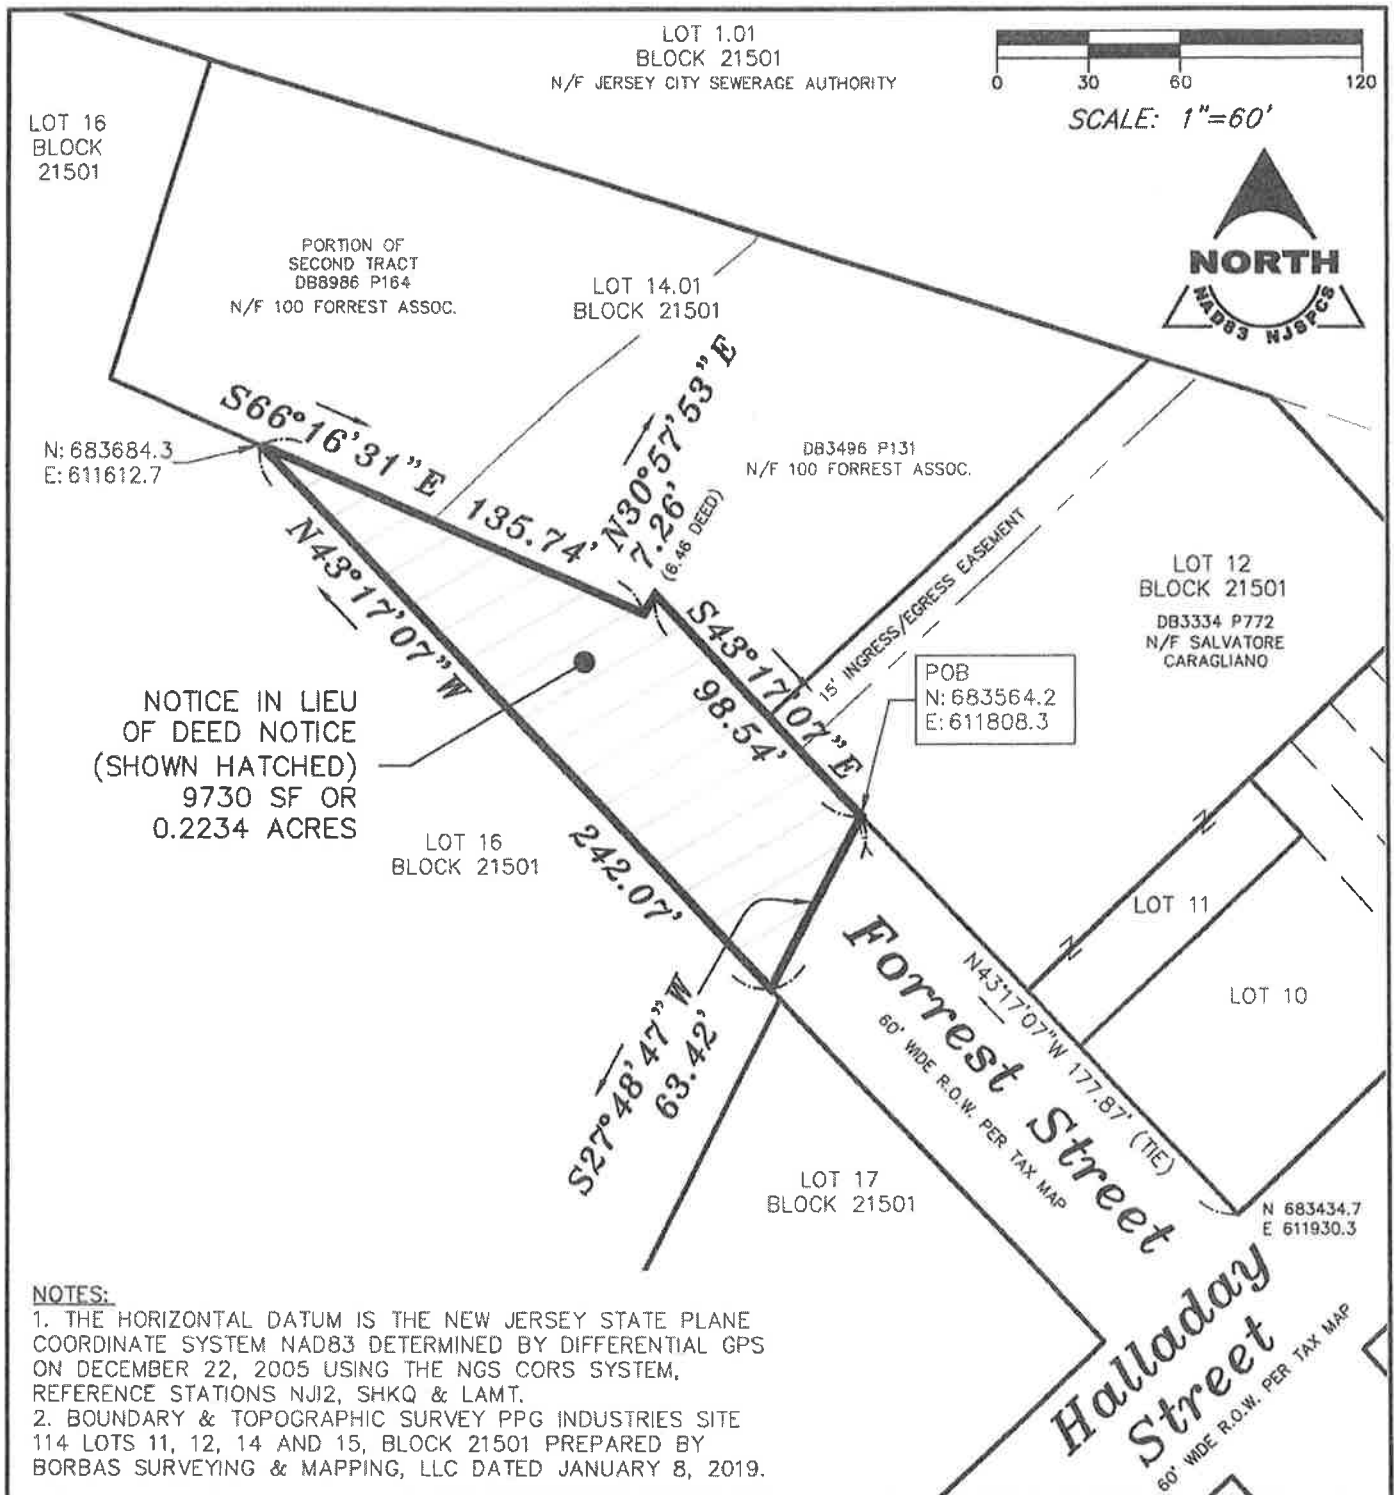 LOT 1.01
BLOCK 21501
N/F JERSEY CITY SEWERAGE AUTHORITY
0 30 60 120
SCALE: 1"=60'
LOT 16
BLOCK
21501
NORTH
NAD83 NJSPCS
PORTION OF
SECOND TRACT
DB8986 P164
N/F 100 FORREST ASSOC.
LOT 14.01
BLOCK 21501
S66°16'31"E 135.74'
N30°57'53"E
7.26'
(6.46 DEED)
N: 683684.3
E: 611612.7
DB3496 P131
N/F 100 FORREST ASSOC.
15' INGRESS/EGRESS EASEMENT
LOT 12
BLOCK 21501
DB3334 P772
N/F SALVATORE
CARAGLIANO
N43°17'07"W
242.07'
S43°17'07"E
98.54'
POB
N: 683564.2
E: 611808.3
NOTICE IN LIEU
OF DEED NOTICE
(SHOWN HATCHED)
9730 SF OR
0.2234 ACRES
LOT 16
BLOCK 21501
LOT 11
LOT 10
S27°48'47"W
63.42'
Forrest Street
60' WIDE R.O.W. PER TAX MAP
N43°17'07"W 177.87' (TIE)
LOT 17
BLOCK 21501
N 683434.7
E 611930.3
Halladay
Street
60' WIDE R.O.W. PER TAX MAP
NOTES:
1. THE HORIZONTAL DATUM IS THE NEW JERSEY STATE PLANE
COORDINATE SYSTEM NAD83 DETERMINED BY DIFFERENTIAL GPS
ON DECEMBER 22, 2005 USING THE NGS CORS SYSTEM,
REFERENCE STATIONS NJI2, SHKQ & LAMT.
2. BOUNDARY & TOPOGRAPHIC SURVEY PPG INDUSTRIES SITE
114 LOTS 11, 12, 14 AND 15, BLOCK 21501 PREPARED BY
BORBAS SURVEYING & MAPPING, LLC DATED JANUARY 8, 2019.